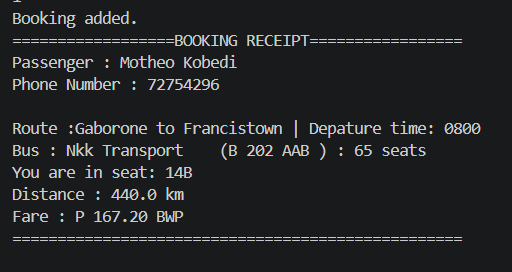 Booking added.
==================BOOKING RECEIPT=================
Passenger : Motheo Kobedi
Phone Number : 72754296
Route :Gaborone to Francistown | Depature time: 0800
Bus : Nkk Transport    (B 202 AAB ) : 65 seats
You are in seat: 14B
Distance : 440.0 km
Fare : P 167.20 BWP
==================================================